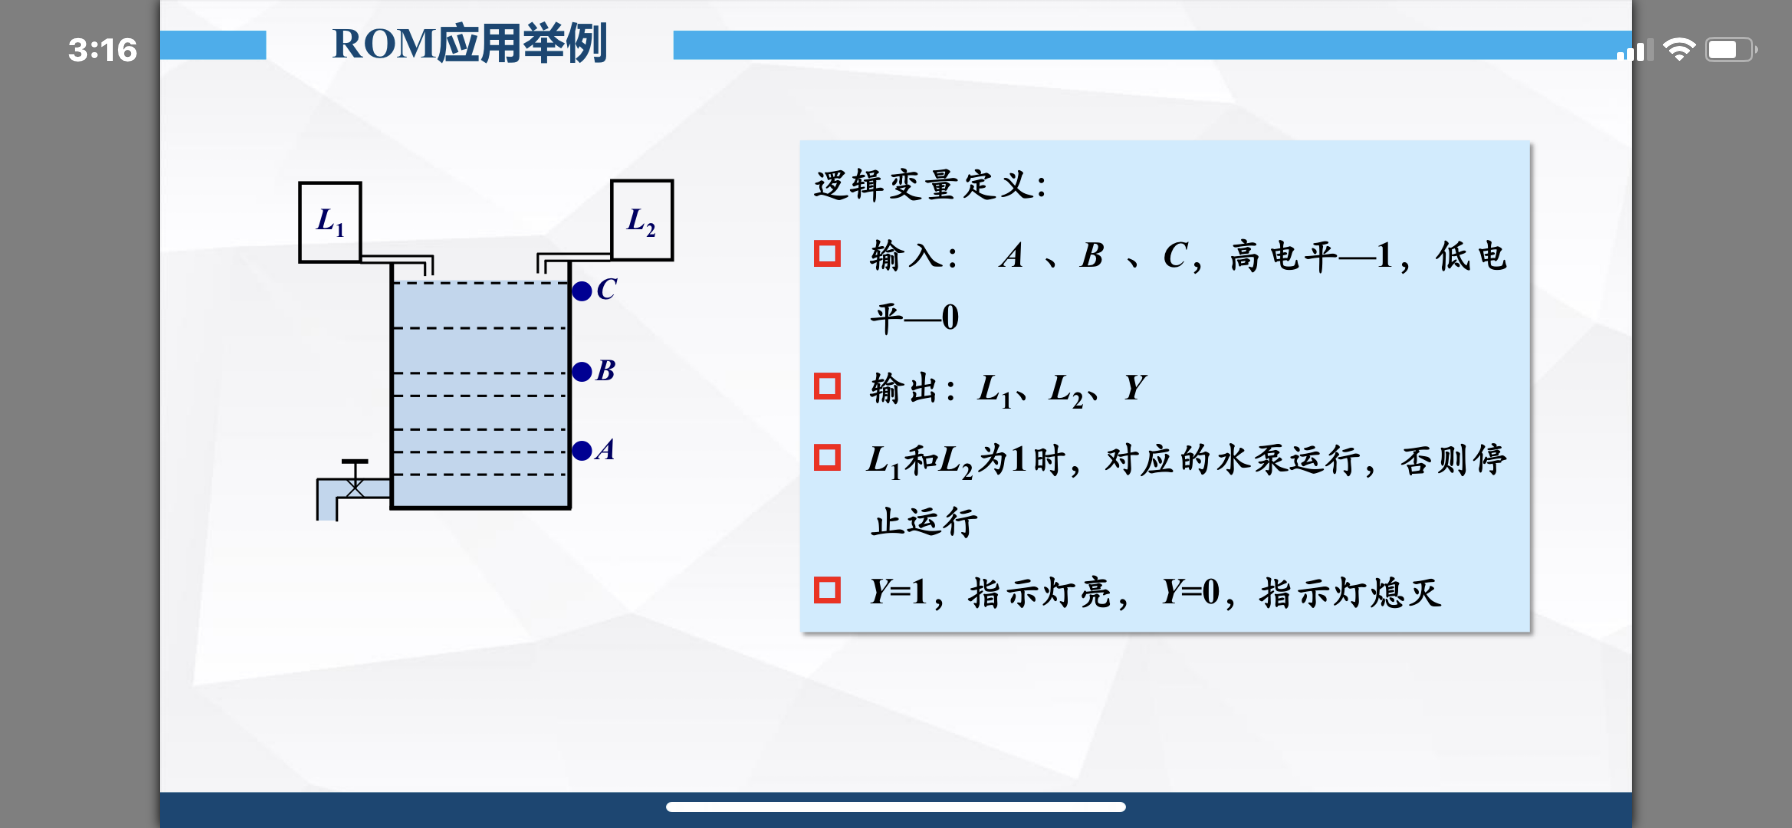 3:16
ROM应用举例
L1
L2
C
B
A
逻辑变量定义:
输入: A 、B 、C, 高电平—1, 低电
平—0
输出: L1、L2、Y
L1和L2为1时, 对应的水泵运行, 否则停
止运行
Y=1, 指示灯亮, Y=0, 指示灯熄灭